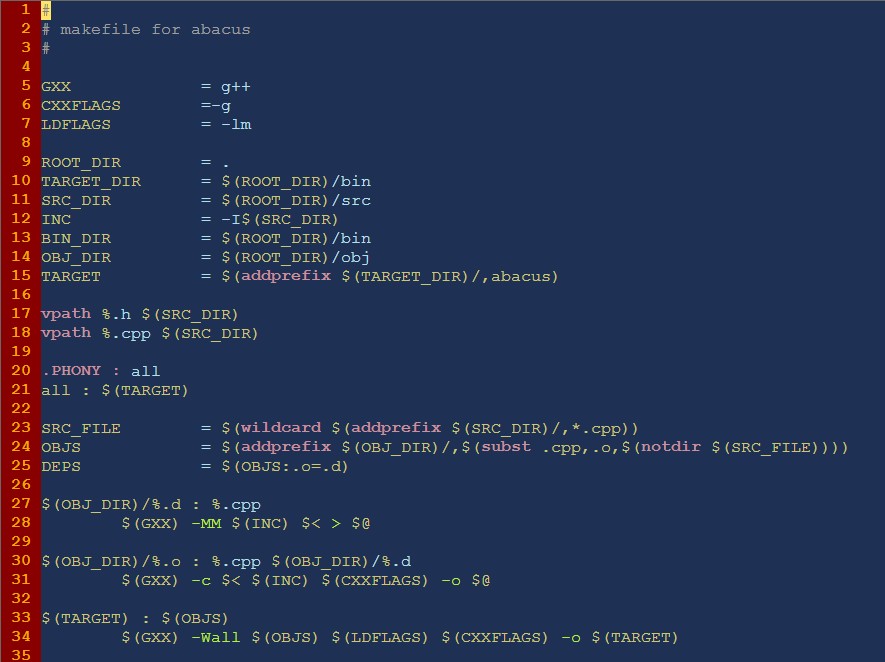 1 #
2 # makefile for abacus
3 #
4
5 GXX             = g++
6 CXXFLAGS        =-g
7 LDFLAGS         = -lm
8
9 ROOT_DIR        = .
10 TARGET_DIR      = $(ROOT_DIR)/bin
11 SRC_DIR         = $(ROOT_DIR)/src
12 INC             = -I$(SRC_DIR)
13 BIN_DIR         = $(ROOT_DIR)/bin
14 OBJ_DIR         = $(ROOT_DIR)/obj
15 TARGET          = $(addprefix $(TARGET_DIR)/,abacus)
16
17 vpath %.h $(SRC_DIR)
18 vpath %.cpp $(SRC_DIR)
19
20 .PHONY : all
21 all : $(TARGET)
22
23 SRC_FILE        = $(wildcard $(addprefix $(SRC_DIR)/,*.cpp))
24 OBJS            = $(addprefix $(OBJ_DIR)/,$(subst .cpp,.o,$(notdir $(SRC_FILE))))
25 DEPS            = $(OBJS:.o=.d)
26
27 $(OBJ_DIR)/%.d : %.cpp
28         $(GXX) -MM $(INC) $< > $@
29
30 $(OBJ_DIR)/%.o : %.cpp $(OBJ_DIR)/%.d
31         $(GXX) -c $< $(INC) $(CXXFLAGS) -o $@
32
33 $(TARGET) : $(OBJS)
34         $(GXX) -Wall $(OBJS) $(LDFLAGS) $(CXXFLAGS) -o $(TARGET)
35